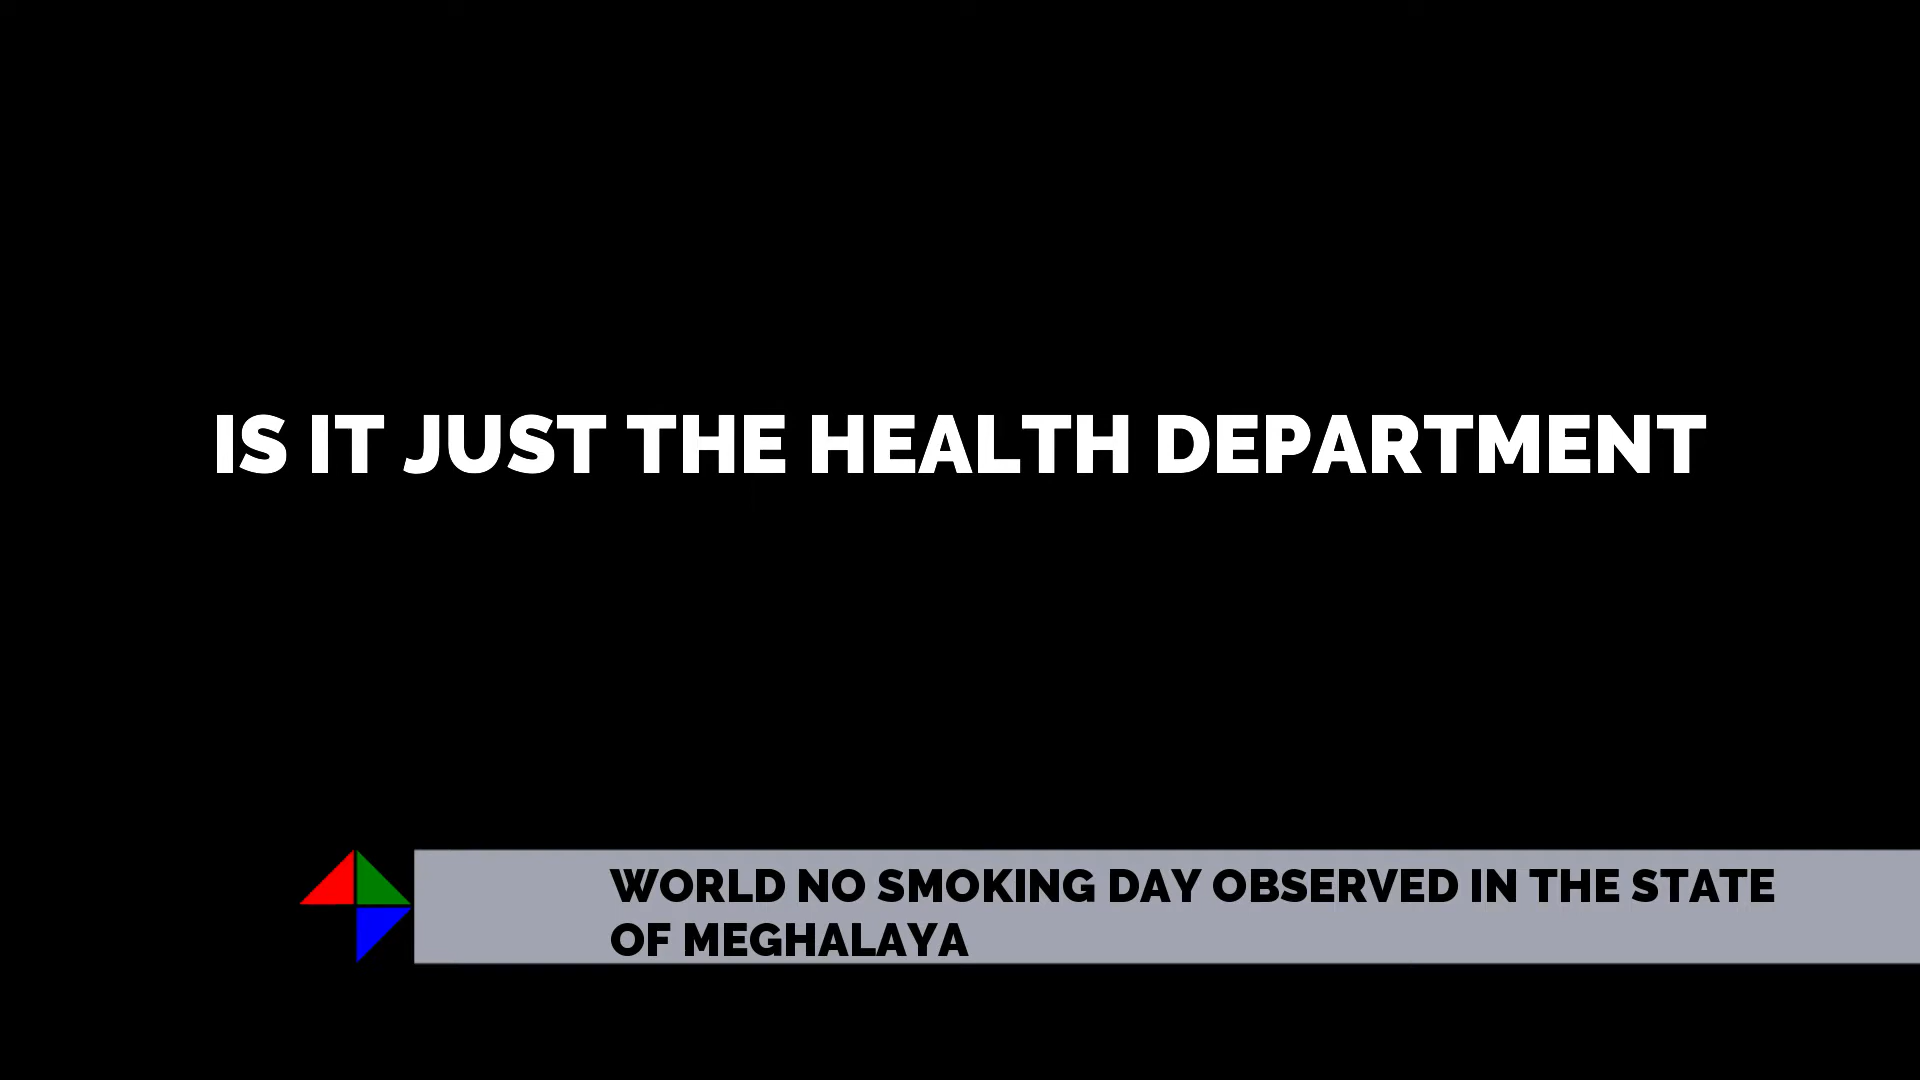 IS IT JUST THE HEALTH DEPARTMENT
WORLD NO SMOKING DAY OBSERVED IN THE STATE
OF MEGHALAYA